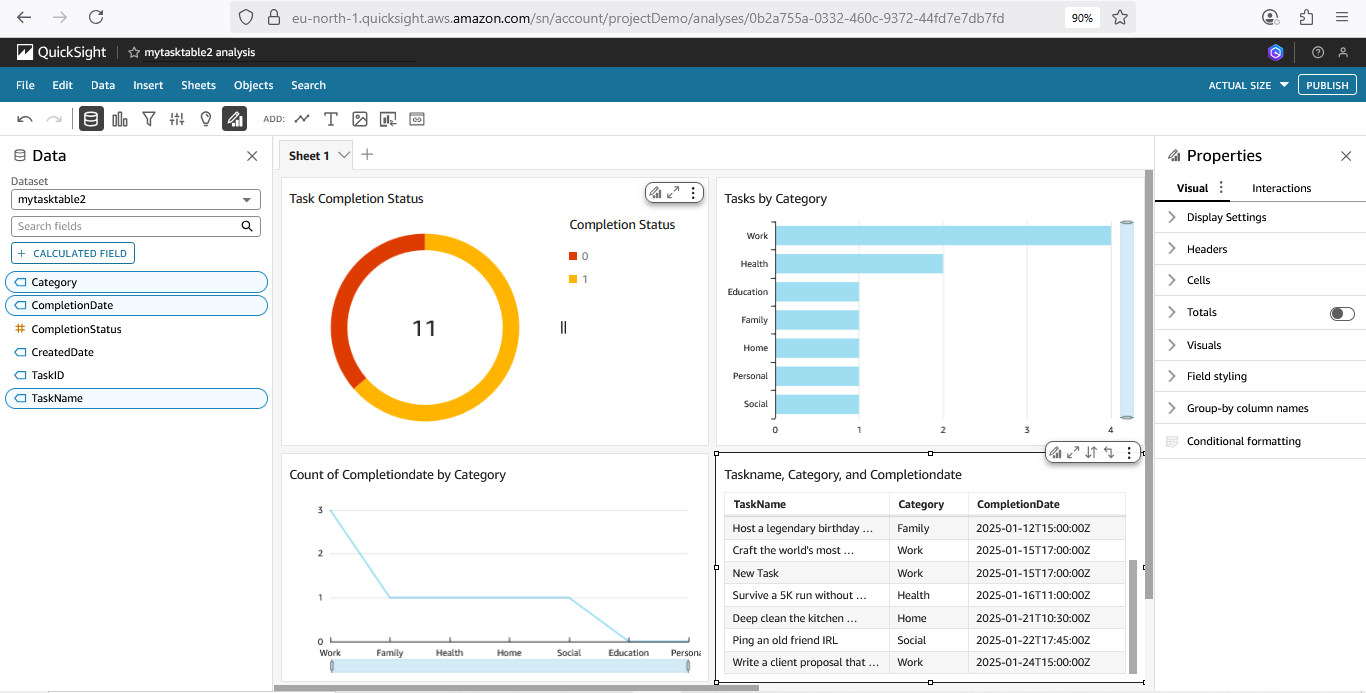 eu-north-1.quicksight.aws.amazon.com/sn/account/projectDemo/analyses/0b2a755a-0332-460c-9372-44fd7e7db7fd
90%
QuickSight
mytasktable2 analysis
File Edit Data Insert Sheets Objects Search
ACTUAL SIZE
PUBLISH
ADD:
Data
Dataset
mytasktable2
Search fields
+ CALCULATED FIELD
Category
CompletionDate
# CompletionStatus
CreatedDate
TaskID
TaskName
Sheet 1
Task Completion Status
Completion Status
0
1
11
Tasks by Category
Work
Health
Education
Family
Home
Personal
Social
0 1 2 3 4
Count of Completiondate by Category
3
2
1
0
Work Family Health Home Social Education Persona
Taskname, Category, and Completiondate
TaskName Category CompletionDate
Host a legendary birthday ... Family 2025-01-12T15:00:00Z
Craft the world's most ... Work 2025-01-15T17:00:00Z
New Task Work 2025-01-15T17:00:00Z
Survive a 5K run without ... Health 2025-01-16T11:00:00Z
Deep clean the kitchen ... Home 2025-01-21T10:30:00Z
Ping an old friend IRL Social 2025-01-22T17:45:00Z
Write a client proposal that ... Work 2025-01-24T15:00:00Z
Properties
Visual Interactions
Display Settings
Headers
Cells
Totals
Visuals
Field styling
Group-by column names
Conditional formatting